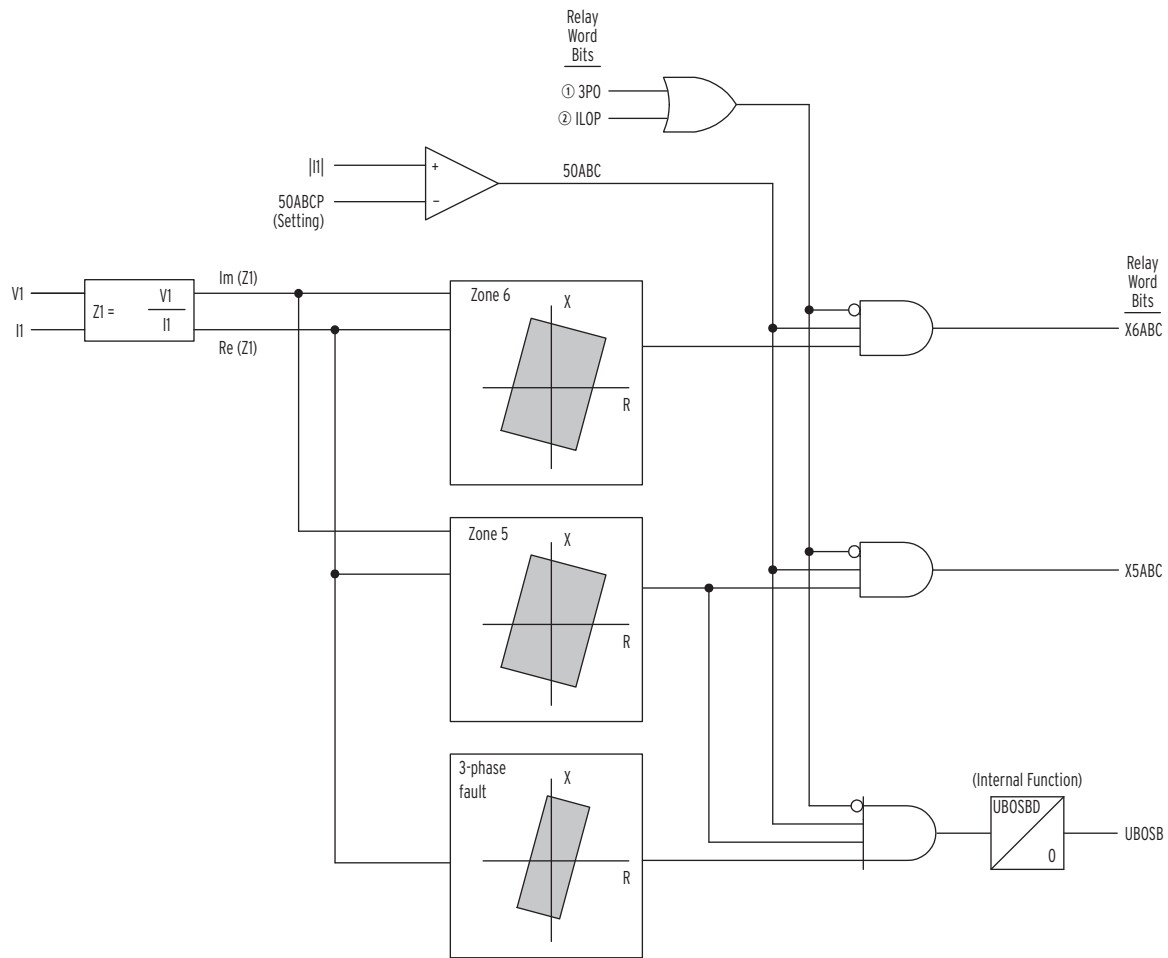 Relay
Word
Bits
① 3PO
② ILOP
|I1|
50ABCP
(Setting)
+
−
50ABC
V1
I1
Z1 = V1
I1
Im (Z1)
Re (Z1)
Zone 6
X
R
Relay
Word
Bits
X6ABC
Zone 5
X
R
X5ABC
3-phase
fault
X
R
(Internal Function)
UBOSBD
0
UBOSB